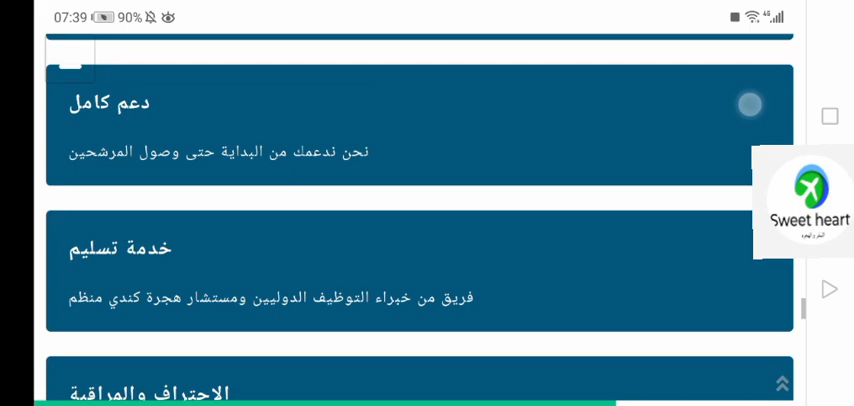 07:39 90% 4G
دعم كامل
نحن ندعمك من البداية حتى وصول المرشحين
Sweet heart
خدمة تسليم
فريق من خبراء التوظيف الدوليين ومستشار هجرة كندي منظم
الاحتراف والمراقبة